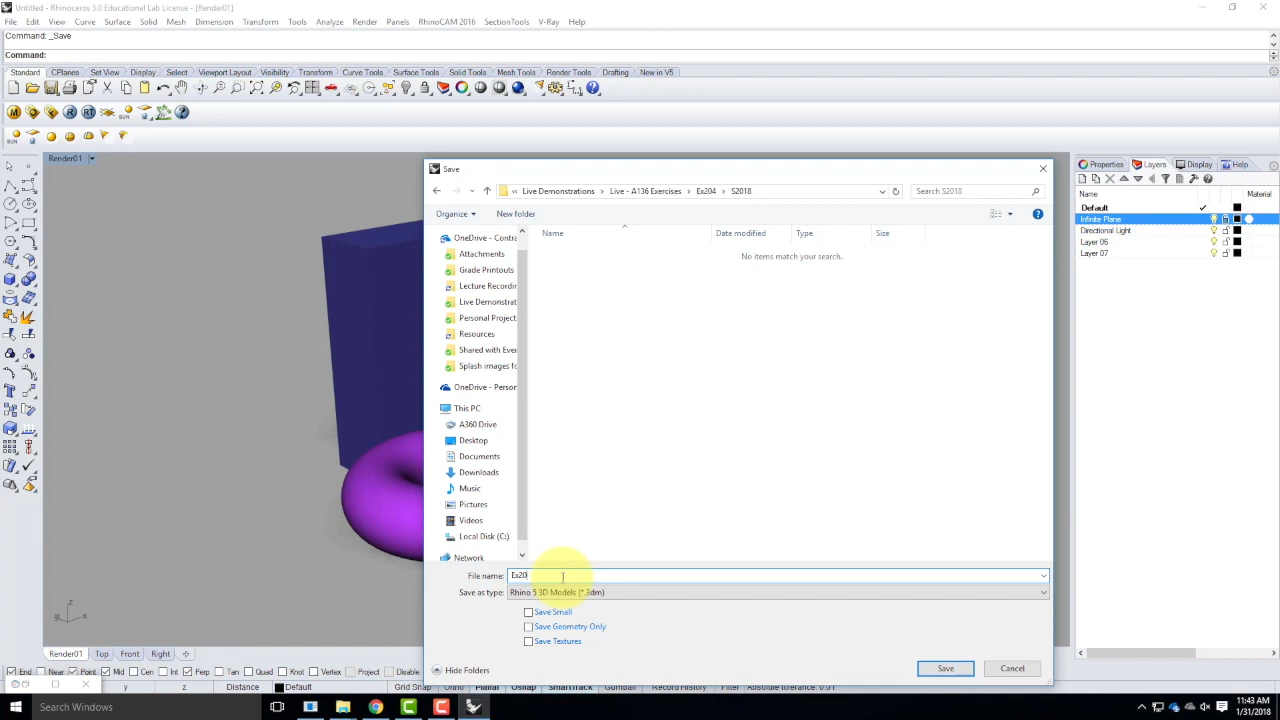 Untitled - Rhinoceros 5.0 Educational Lab License - [Render01]
File Edit View Curve Surface Solid Mesh Dimension Transform Tools Analyze Render Panels RhinoCAM 2016 SectionTools V-Ray Help
Command: _Save
Command:
Standard CPlanes Set View Display Select Viewport Layout Visibility Transform Curve Tools Surface Tools Solid Tools Mesh Tools Render Tools Drafting New in V5
Render01
Save
Properties Layers Display Help
« Live Demonstrations > Live - A136 Exercises > Ex204 > S2018 Search S2018
Name Material
Default
Organize New folder
Infinite Plane
Directional Light
Layer 06
Layer 07
Name Date modified Type Size
No items match your search.
OneDrive - Contra
Attachments
Grade Printouts
Lecture Recordin
Live Demonstrat
Personal Project
Resources
Shared with Ever
Splash images fo
OneDrive - Person
This PC
A360 Drive
Desktop
Documents
Downloads
Music
Pictures
Videos
Local Disk (C:)
Network
File name: Ex20
Save as type: Rhino 5 3D Models (*.3dm)
Save Small
Save Geometry Only
Save Textures
Hide Folders Save Cancel
z
y x
Render01 Top Front Right
End Near Point Mid Cen Int Perp Tan Quad Knot Vertex Project Disable
y z Distance Default Grid Snap Ortho Planar Osnap SmartTrack Gumball Record History Filter Absolute tolerance: 0.01
Search Windows
11:43 AM
1/31/2018